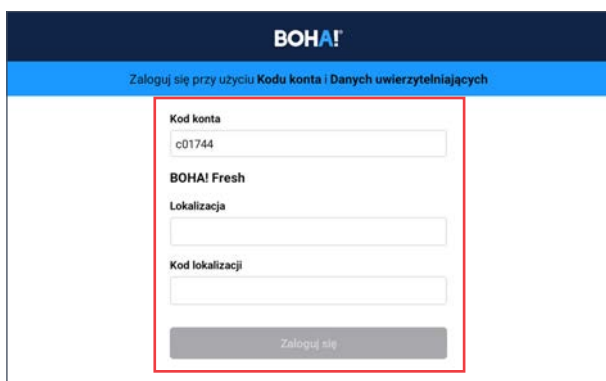 BOHA!
Zaloguj się przy użyciu Kodu konta i Danych uwierzytelniających
Kod konta
c01744
BOHA! Fresh
Lokalizacja
Kod lokalizacji
Zaloguj się